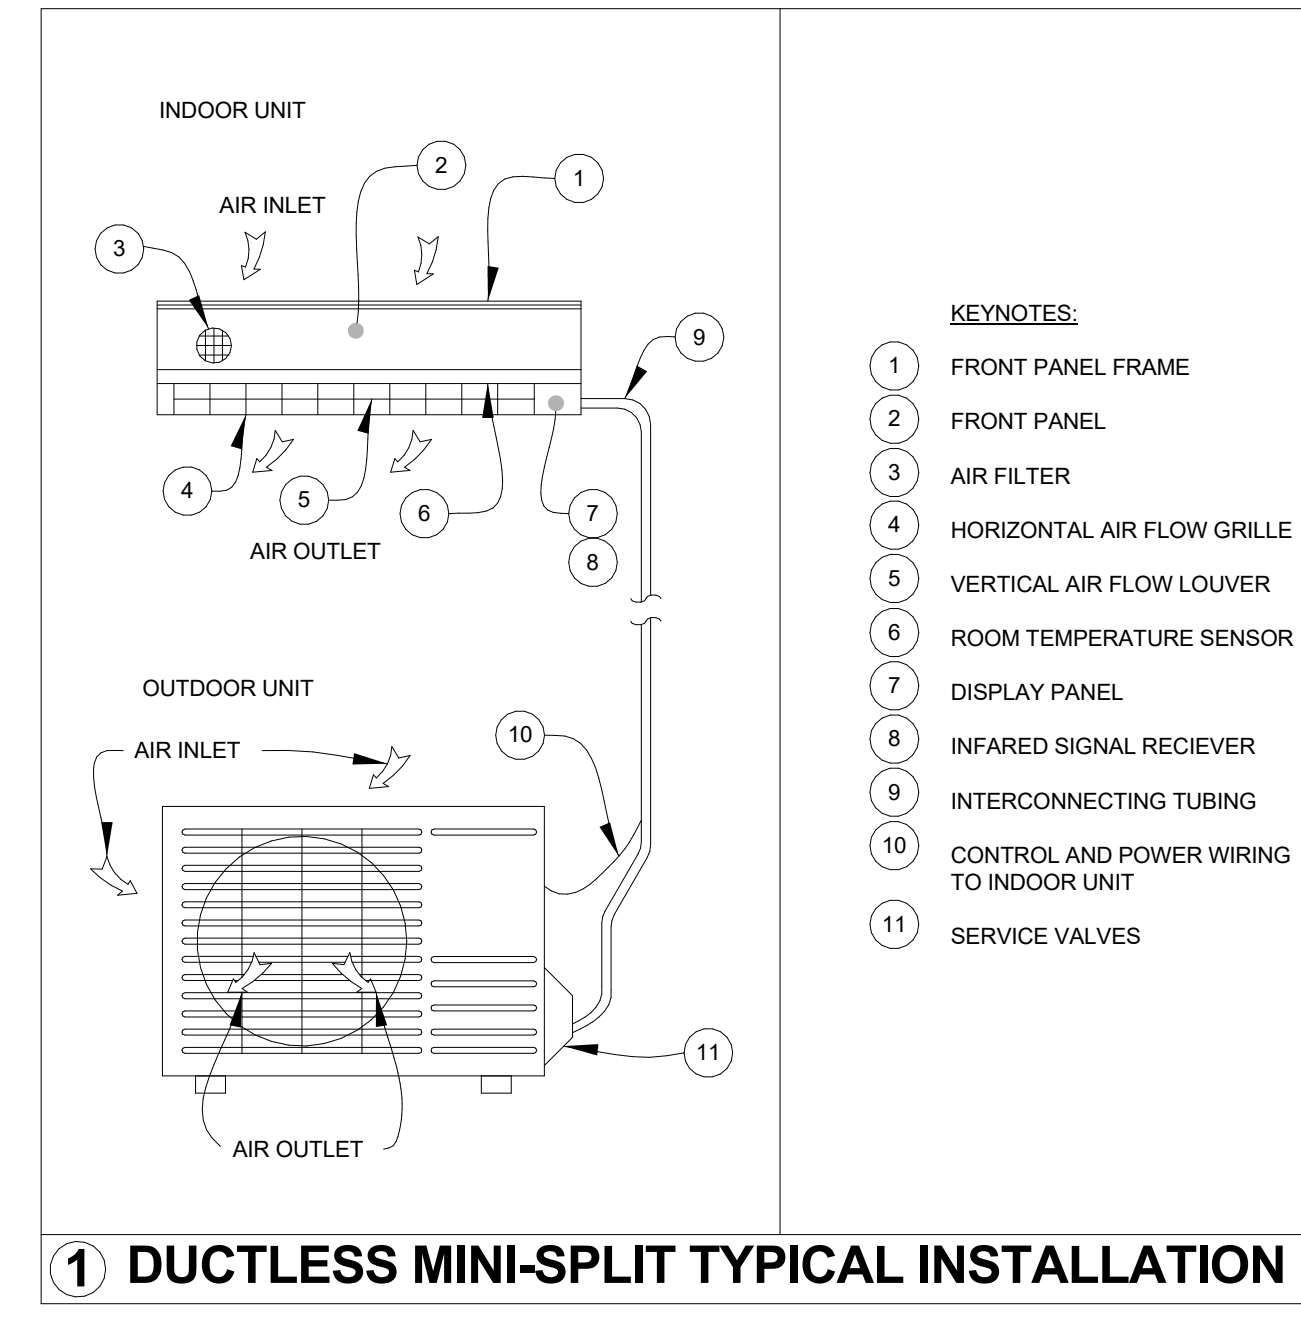 INDOOR UNIT
2
1
AIR INLET
3
9
4
5
6
7
AIR OUTLET
8
OUTDOOR UNIT
10
AIR INLET
11
AIR OUTLET
KEYNOTES:
1 FRONT PANEL FRAME
2 FRONT PANEL
3 AIR FILTER
4 HORIZONTAL AIR FLOW GRILLE
5 VERTICAL AIR FLOW LOUVER
6 ROOM TEMPERATURE SENSOR
7 DISPLAY PANEL
8 INFARED SIGNAL RECIEVER
9 INTERCONNECTING TUBING
10 CONTROL AND POWER WIRING
TO INDOOR UNIT
11 SERVICE VALVES
1 DUCTLESS MINI-SPLIT TYPICAL INSTALLATION